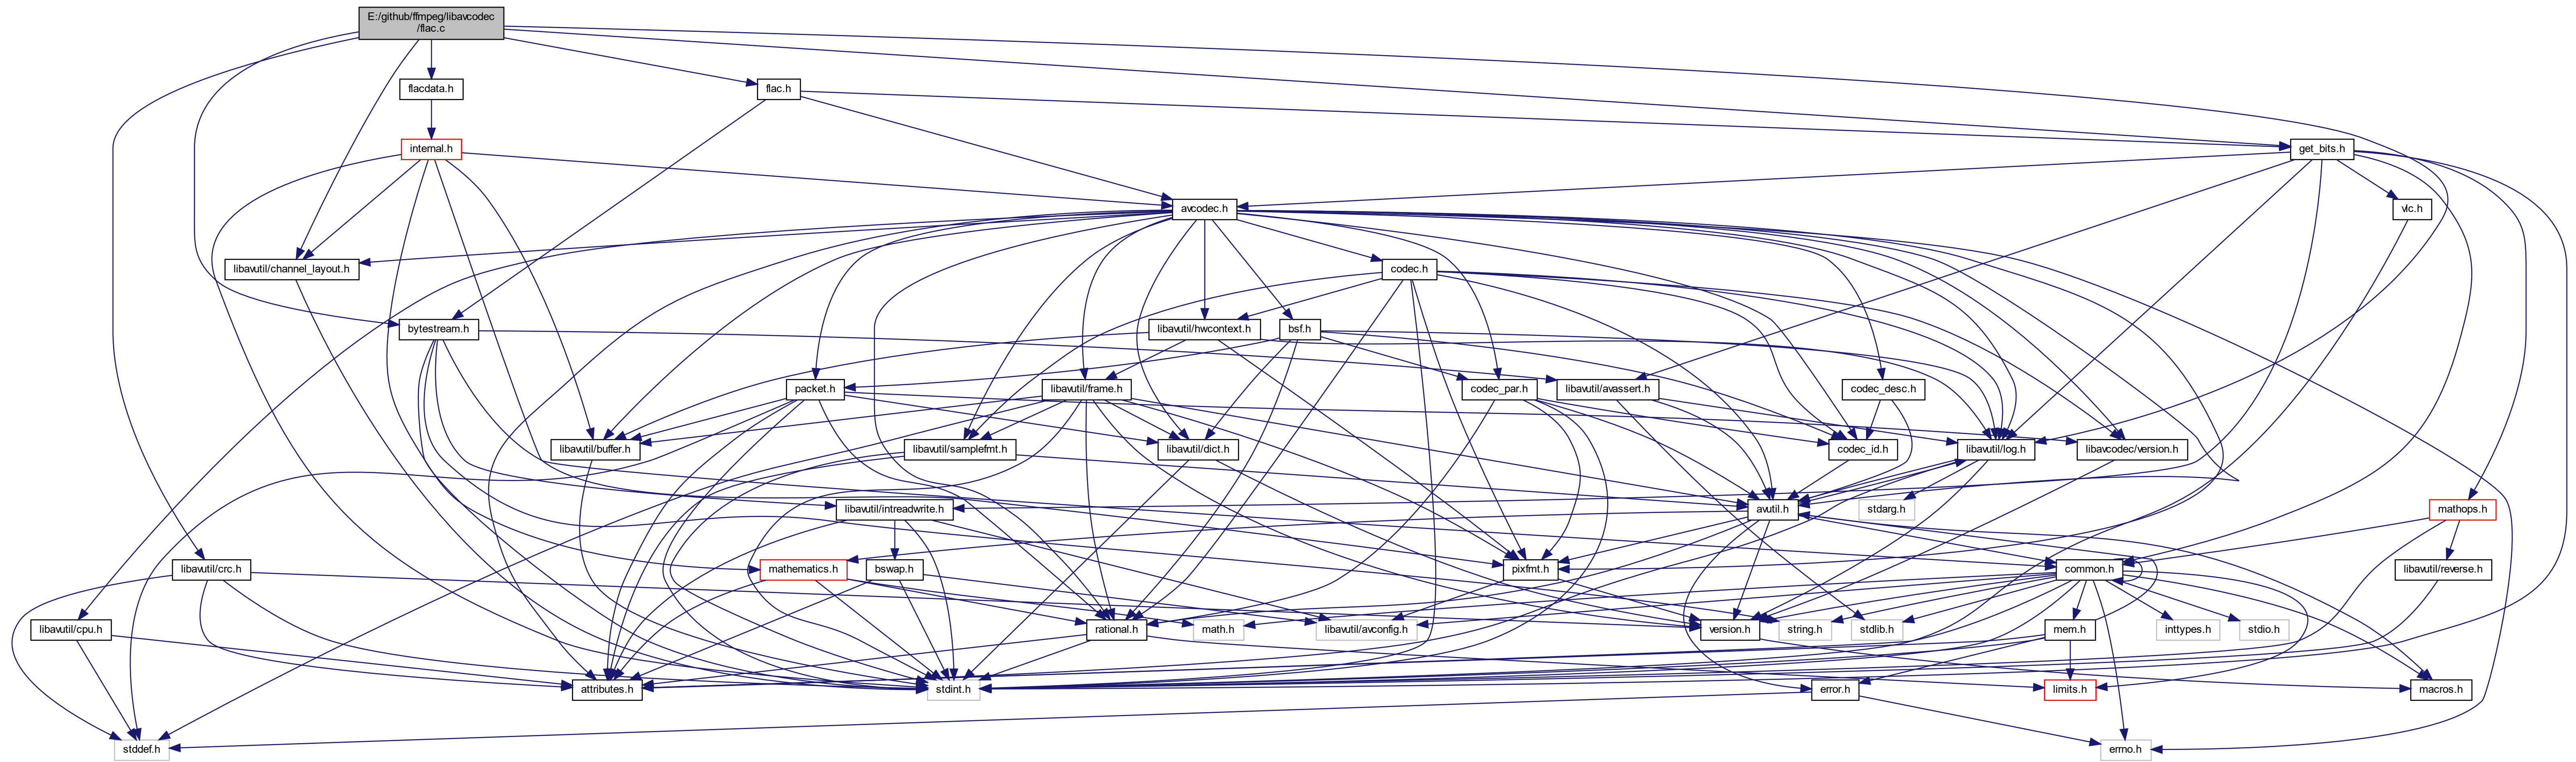 E:/github/ffmpeg/libavcodec
/flac.c
flacdata.h
flac.h
internal.h
get_bits.h
avcodec.h
vlc.h
libavutil/channel_layout.h
codec.h
bytestream.h
libavutil/hwcontext.h
bsf.h
packet.h
libavutil/frame.h
codec_par.h
libavutil/avassert.h
codec_desc.h
libavutil/buffer.h
libavutil/samplefmt.h
libavutil/dict.h
codec_id.h
libavutil/log.h
libavcodec/version.h
libavutil/intreadwrite.h
avutil.h
stdarg.h
mathops.h
libavutil/crc.h
mathematics.h
bswap.h
pixfmt.h
common.h
libavutil/reverse.h
libavutil/cpu.h
rational.h
math.h
libavutil/avconfig.h
version.h
string.h
stdlib.h
mem.h
inttypes.h
stdio.h
attributes.h
stdint.h
error.h
limits.h
macros.h
stddef.h
errno.h